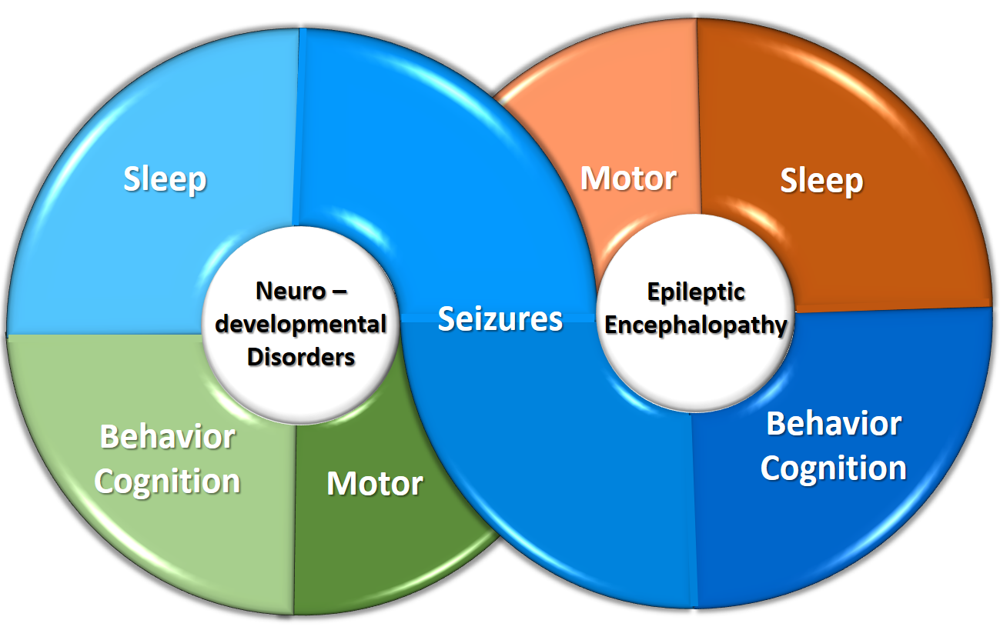 Sleep
Neuro –
developmental
Disorders
Behavior
Cognition
Motor
Seizures
Motor
Sleep
Epileptic
Encephalopathy
Behavior
Cognition